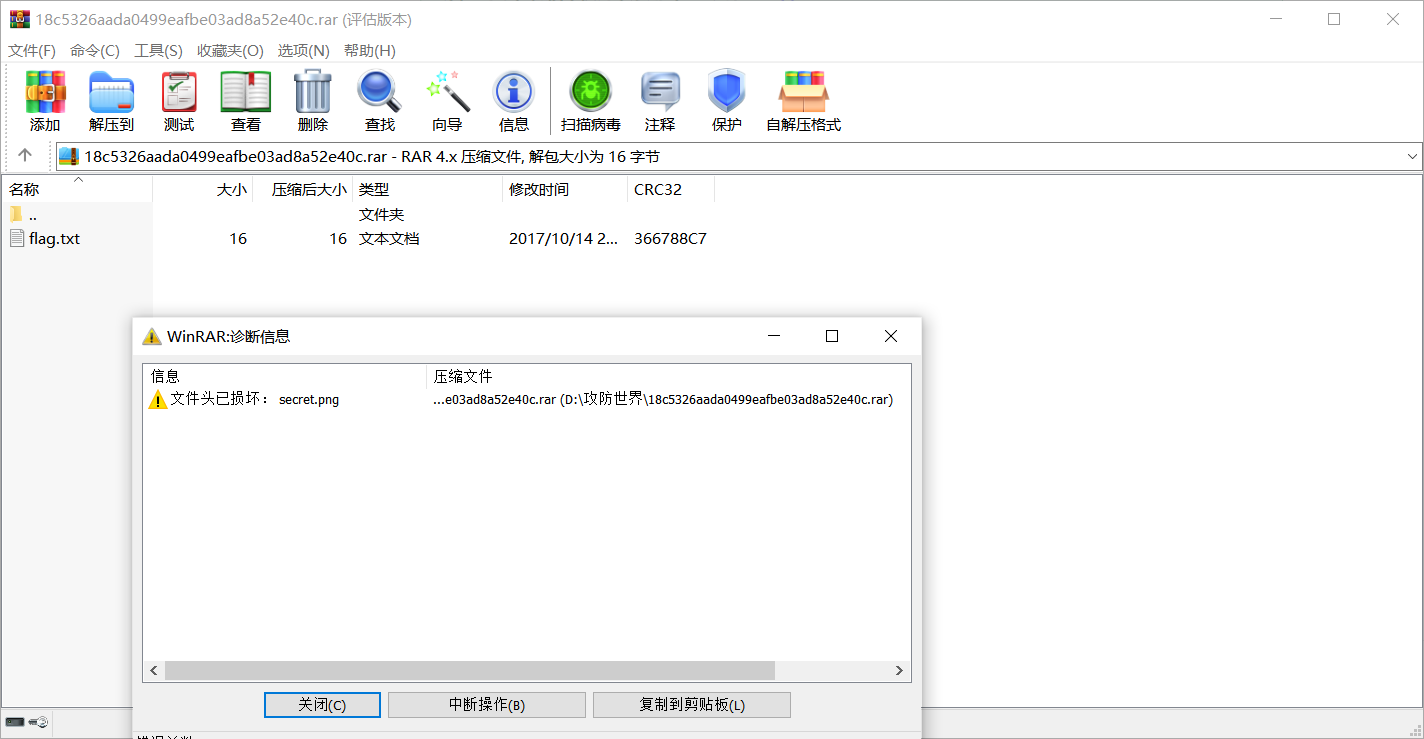 18c5326aada0499eafbe03ad8a52e40c.rar (评估版本)
文件(F) 命令(C) 工具(S) 收藏夹(O) 选项(N) 帮助(H)
添加 解压到 测试 查看 删除 查找 向导 信息 扫描病毒 注释 保护 自解压格式
18c5326aada0499eafbe03ad8a52e40c.rar - RAR 4.x 压缩文件, 解包大小为 16 字节
名称 大小 压缩后大小 类型 修改时间 CRC32
.. 文件夹
flag.txt 16 16 文本文档 2017/10/14 2... 366788C7
WinRAR:诊断信息
信息 压缩文件
文件头已损坏: secret.png ...e03ad8a52e40c.rar (D:\攻防世界\18c5326aada0499eafbe03ad8a52e40c.rar)
关闭(C) 中断操作(B) 复制到剪贴板(L)